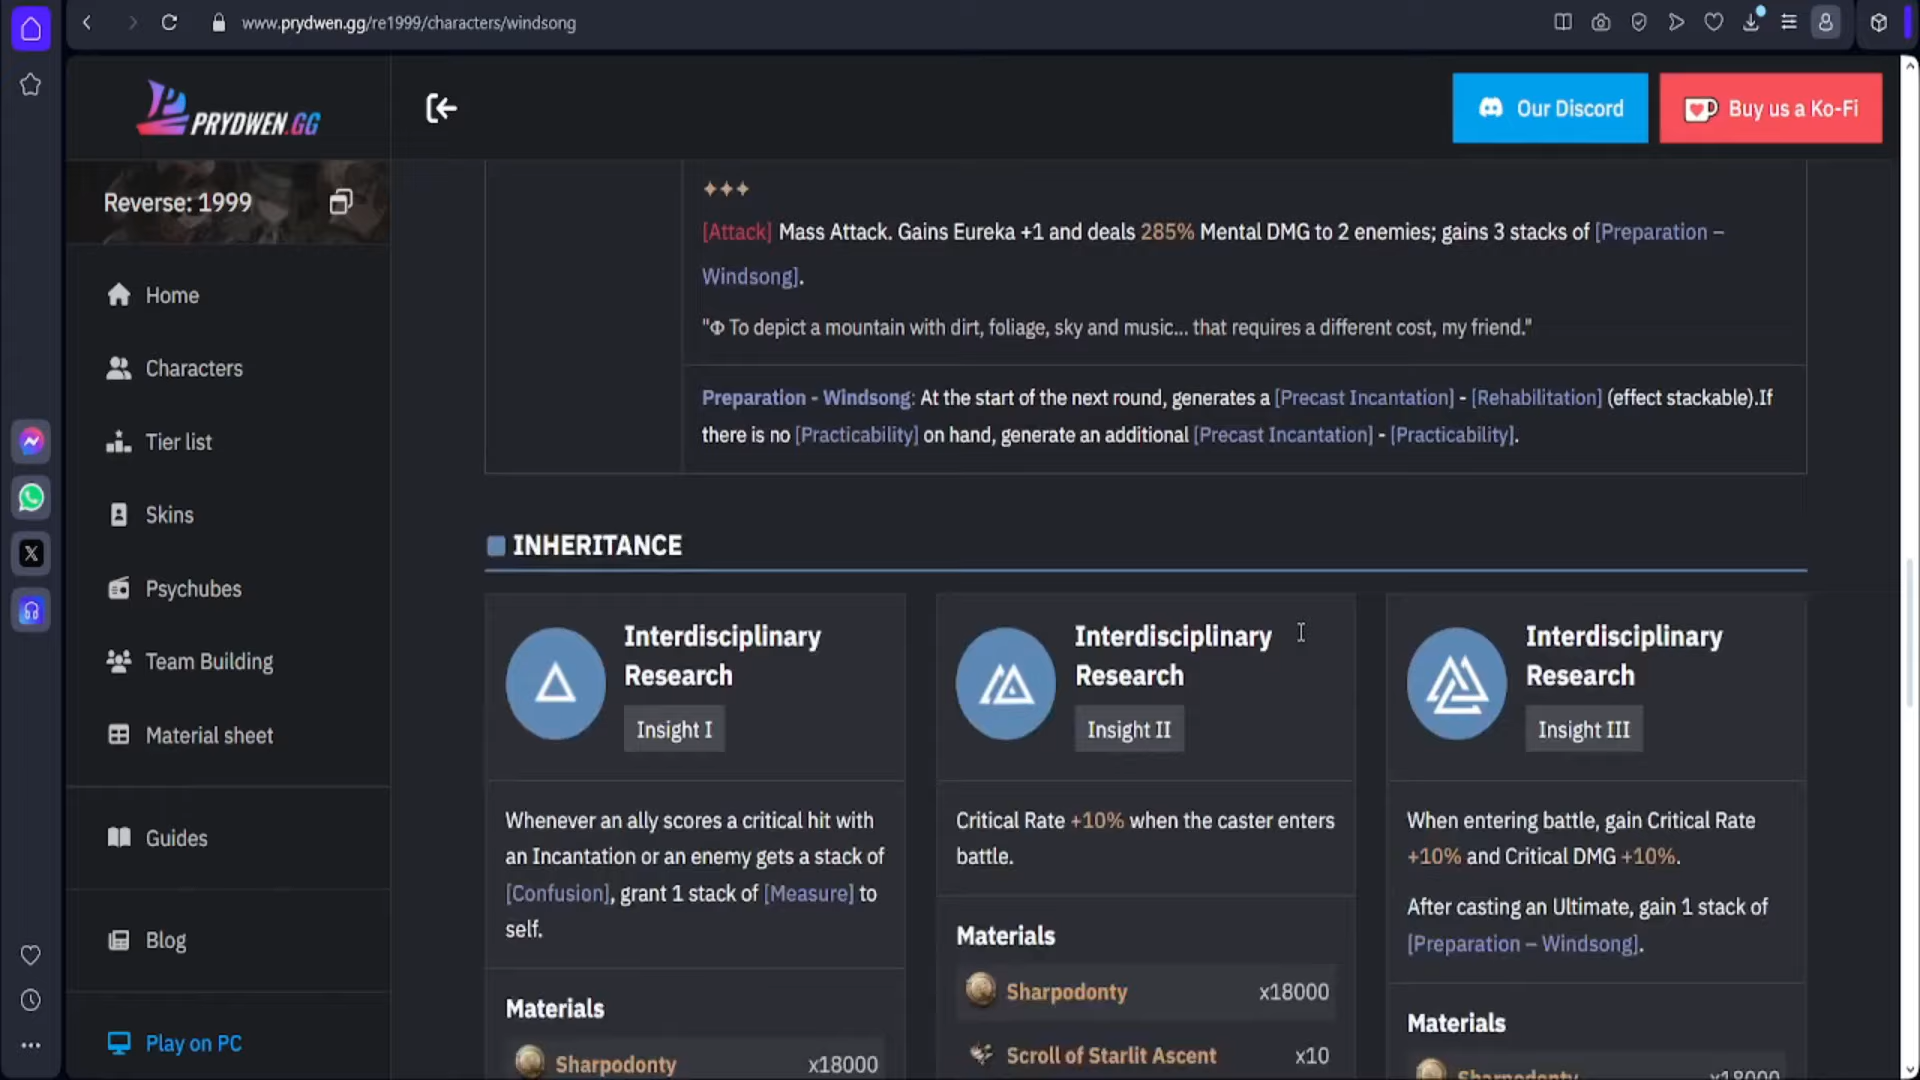 www.prydwen.gg/re1999/characters/windsong
PRYDWEN.GG
Our Discord
Buy us a Ko-Fi
Reverse: 1999
Home
Characters
Tier list
Skins
Psychubes
Team Building
Material sheet
Guides
Blog
Play on PC
[Attack] Mass Attack. Gains Eureka +1 and deals 285% Mental DMG to 2 enemies; gains 3 stacks of [Preparation –
Windsong].
"Φ To depict a mountain with dirt, foliage, sky and music... that requires a different cost, my friend."
Preparation - Windsong: At the start of the next round, generates a [Precast Incantation] - [Rehabilitation] (effect stackable).If
there is no [Practicability] on hand, generate an additional [Precast Incantation] - [Practicability].
INHERITANCE
Interdisciplinary
Research
Insight I
Whenever an ally scores a critical hit with
an Incantation or an enemy gets a stack of
[Confusion], grant 1 stack of [Measure] to
self.
Materials
Sharpodonty x18000
Interdisciplinary
Research
Insight II
Critical Rate +10% when the caster enters
battle.
Materials
Sharpodonty x18000
Scroll of Starlit Ascent x10
Interdisciplinary
Research
Insight III
When entering battle, gain Critical Rate
+10% and Critical DMG +10%.
After casting an Ultimate, gain 1 stack of
[Preparation – Windsong].
Materials
Sharpodonty x18000